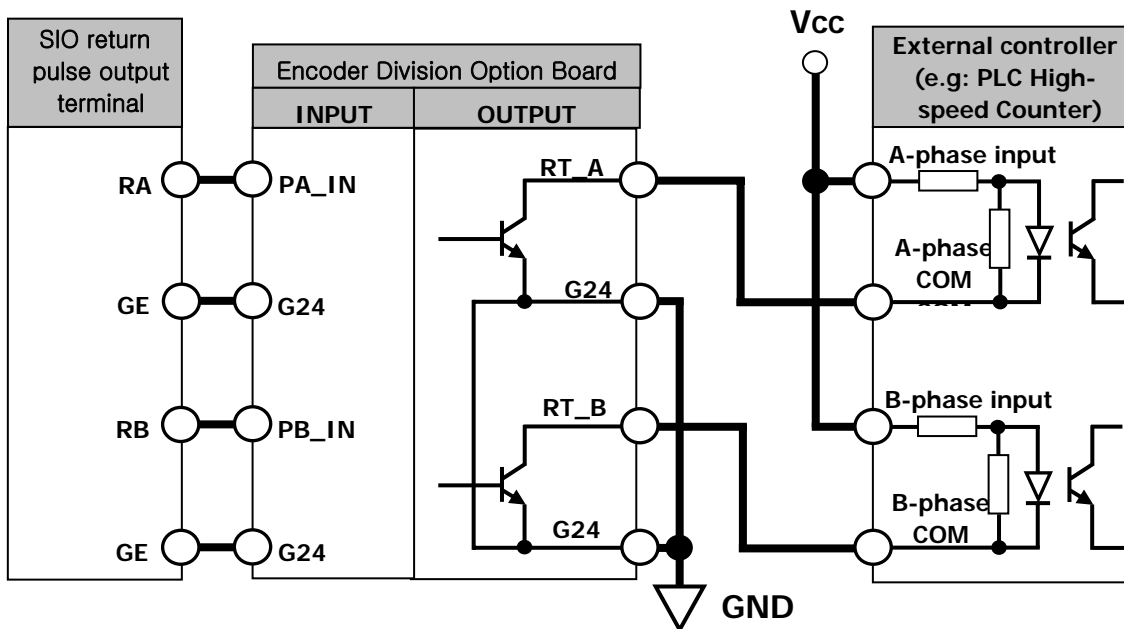 SIO return
pulse output
terminal
Encoder Division Option Board
INPUT
OUTPUT
Vcc
External controller
(e.g: PLC High-
speed Counter)
RA
PA_IN
RT_A
A-phase input
A-phase
COM
GE
G24
G24
RB
PB_IN
RT_B
B-phase input
B-phase
COM
GE
G24
G24
GND